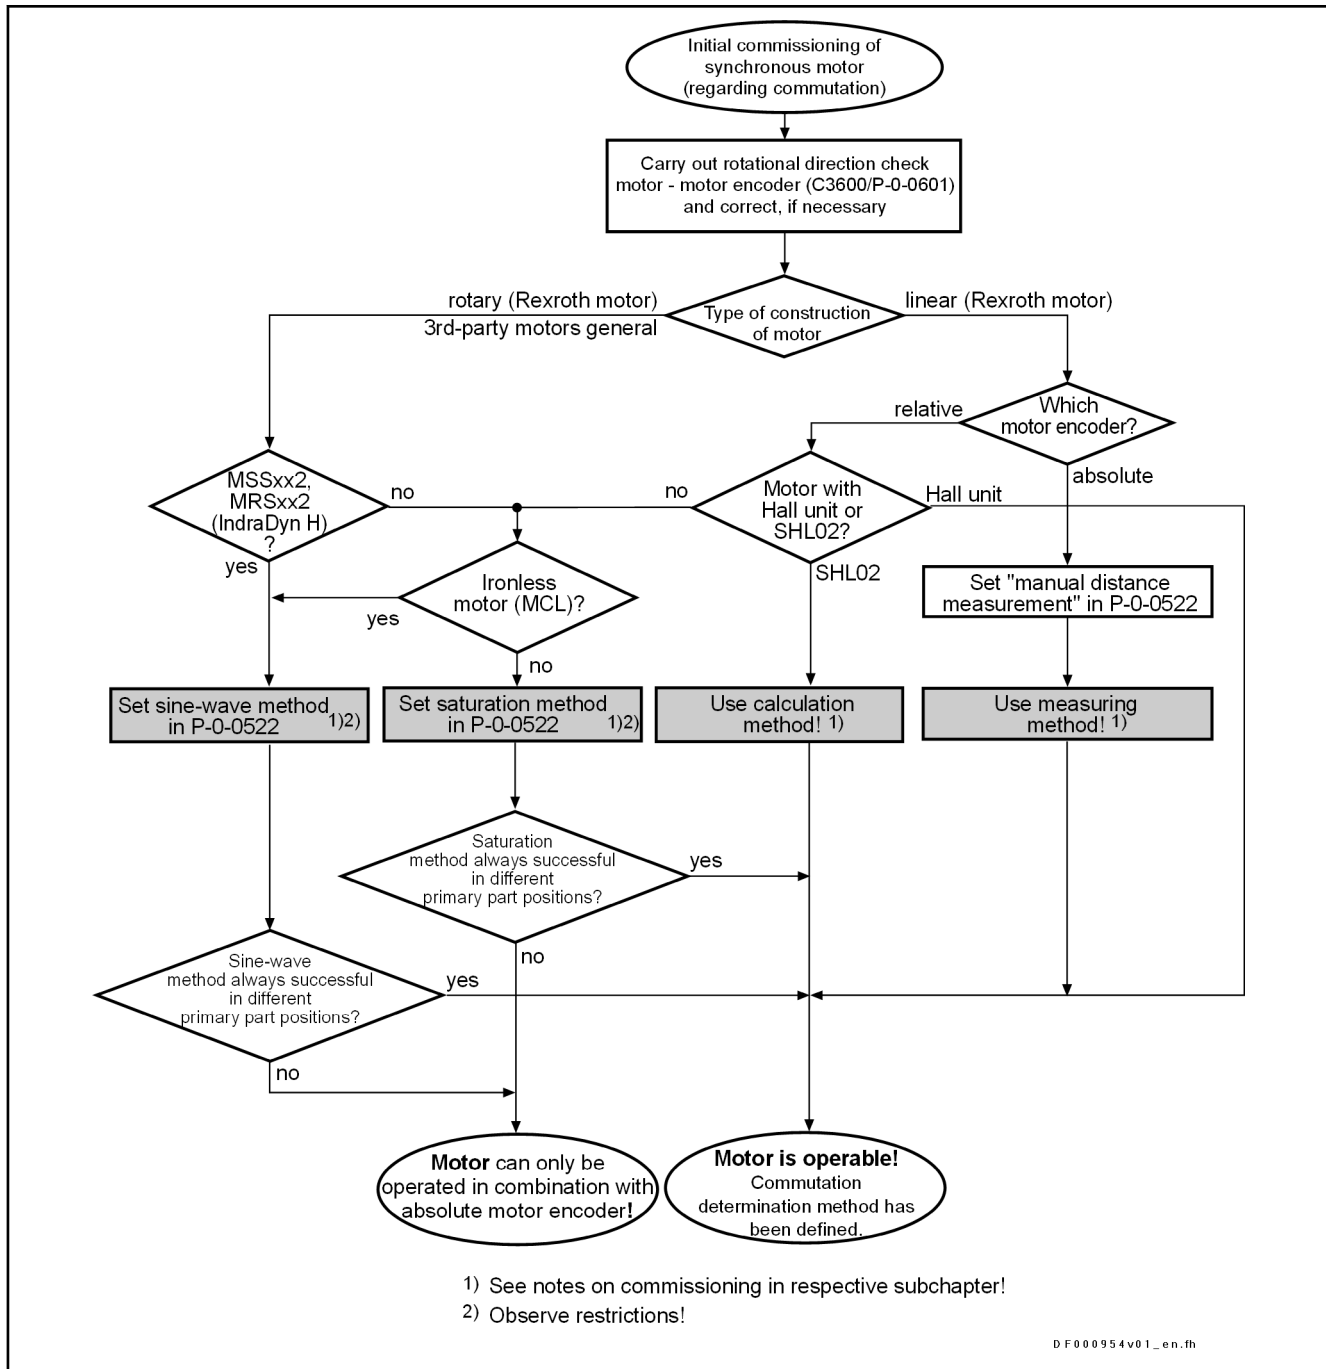 Initial commissioning of
synchronous motor
(regarding commutation)
Carry out rotational direction check
motor - motor encoder (C3600/P-0-0601)
and correct, if necessary
rotary (Rexroth motor)
3rd-party motors general
Type of construction
of motor
linear (Rexroth motor)
relative
Which
motor encoder?
absolute
MSSxx2,
MRSxx2
(IndraDyn H)
?
no
yes
no
Motor with
Hall unit or
SHL02?
Hall unit
SHL02
Ironless
motor (MCL)?
yes
no
Set "manual distance
measurement" in P-0-0522
Set sine-wave method
in P-0-0522 1)2)
Set saturation method
in P-0-0522 1)2)
Use calculation
method! 1)
Use measuring
method! 1)
Saturation
method always successful
in different
primary part positions?
yes
no
Sine-wave
method always successful
in different
primary part positions?
yes
no
Motor can only be
operated in combination with
absolute motor encoder!
Motor is operable!
Commutation
determination method has
been defined.
1) See notes on commissioning in respective subchapter!
2) Observe restrictions!
DF000954v01_en.fh